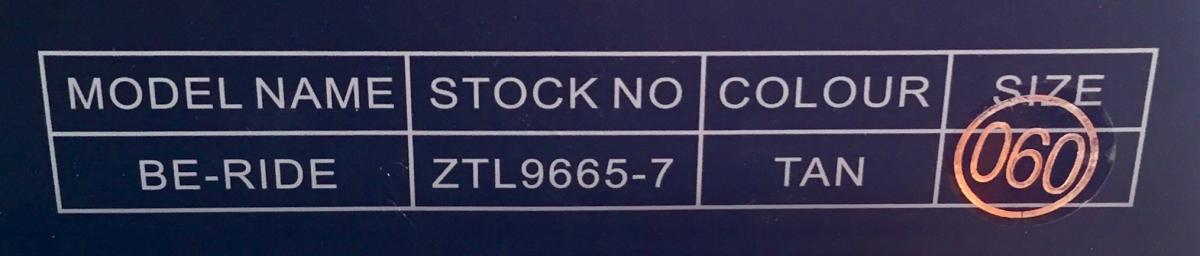 MODEL NAME STOCK NO COLOUR SIZE
BE-RIDE ZTL9665-7 TAN 060